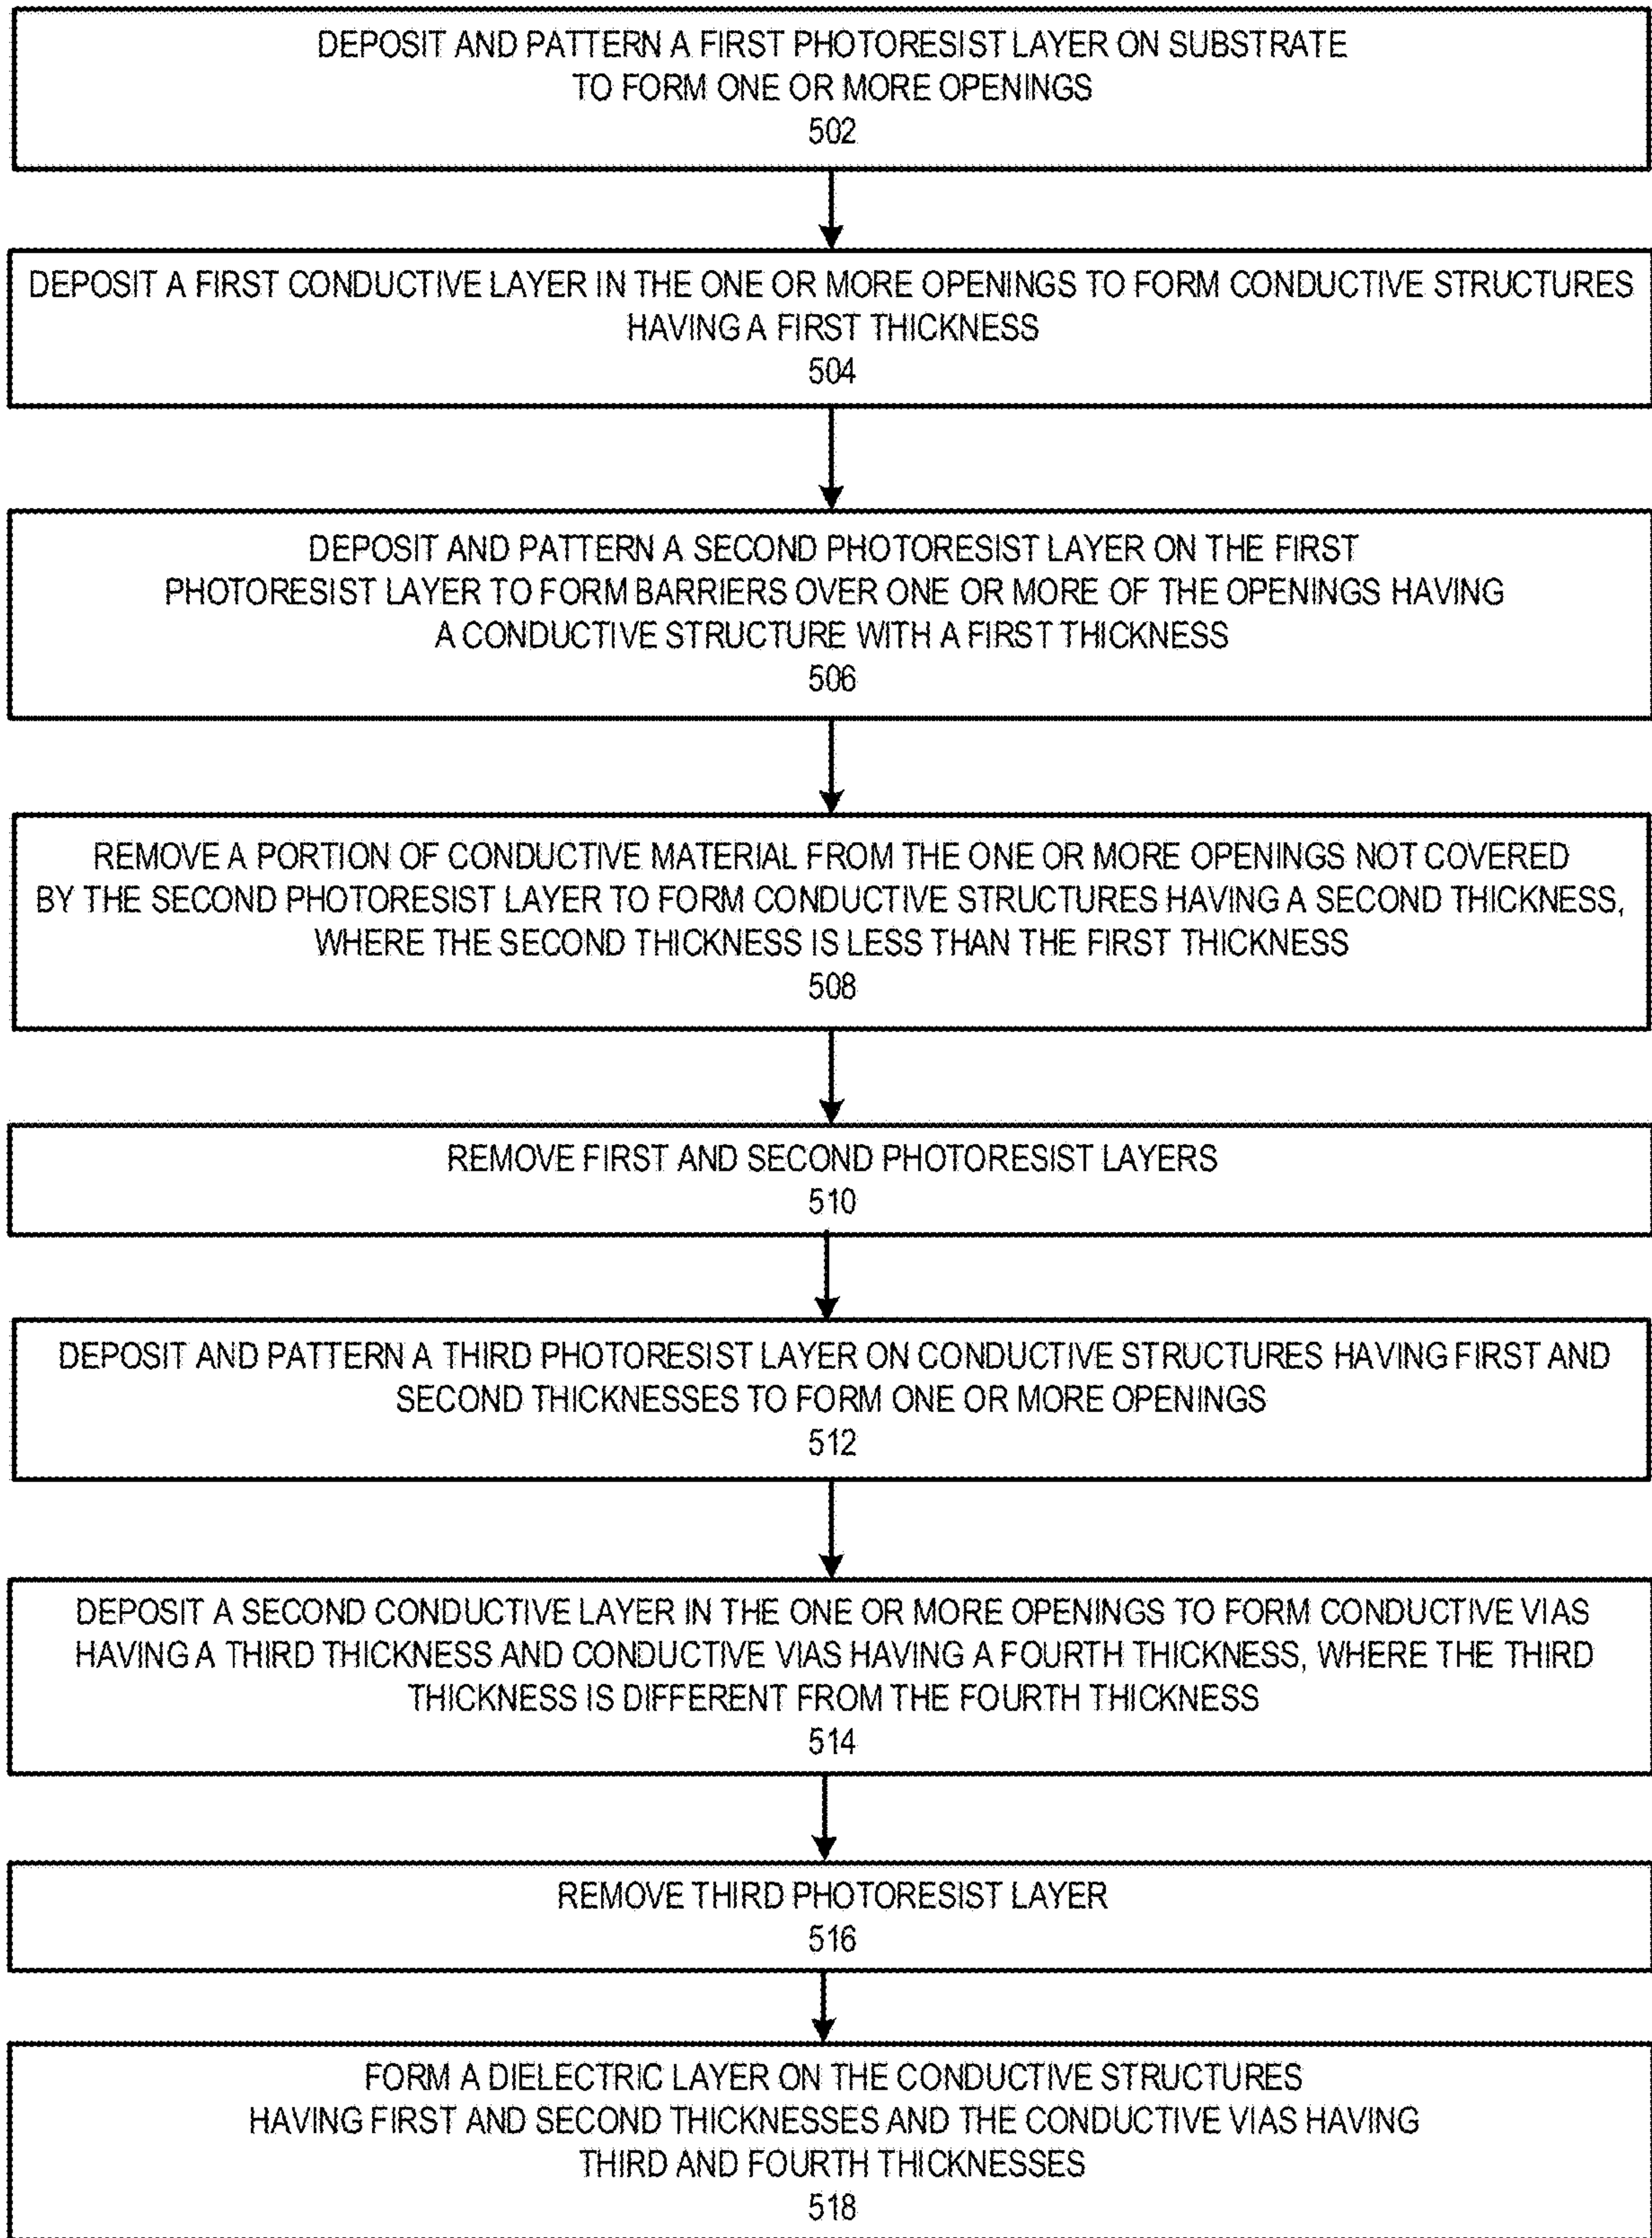 DEPOSIT AND PATTERN A FIRST PHOTORESIST LAYER ON SUBSTRATE
TO FORM ONE OR MORE OPENINGS
502
DEPOSIT A FIRST CONDUCTIVE LAYER IN THE ONE OR MORE OPENINGS TO FORM CONDUCTIVE STRUCTURES
HAVING A FIRST THICKNESS
504
DEPOSIT AND PATTERN A SECOND PHOTORESIST LAYER ON THE FIRST
PHOTORESIST LAYER TO FORM BARRIERS OVER ONE OR MORE OF THE OPENINGS HAVING
A CONDUCTIVE STRUCTURE WITH A FIRST THICKNESS
506
REMOVE A PORTION OF CONDUCTIVE MATERIAL FROM THE ONE OR MORE OPENINGS NOT COVERED
BY THE SECOND PHOTORESIST LAYER TO FORM CONDUCTIVE STRUCTURES HAVING A SECOND THICKNESS,
WHERE THE SECOND THICKNESS IS LESS THAN THE FIRST THICKNESS
508
REMOVE FIRST AND SECOND PHOTORESIST LAYERS
510
DEPOSIT AND PATTERN A THIRD PHOTORESIST LAYER ON CONDUCTIVE STRUCTURES HAVING FIRST AND
SECOND THICKNESSES TO FORM ONE OR MORE OPENINGS
512
DEPOSIT A SECOND CONDUCTIVE LAYER IN THE ONE OR MORE OPENINGS TO FORM CONDUCTIVE VIAS
HAVING A THIRD THICKNESS AND CONDUCTIVE VIAS HAVING A FOURTH THICKNESS, WHERE THE THIRD
THICKNESS IS DIFFERENT FROM THE FOURTH THICKNESS
514
REMOVE THIRD PHOTORESIST LAYER
516
FORM A DIELECTRIC LAYER ON THE CONDUCTIVE STRUCTURES
HAVING FIRST AND SECOND THICKNESSES AND THE CONDUCTIVE VIAS HAVING
THIRD AND FOURTH THICKNESSES
518